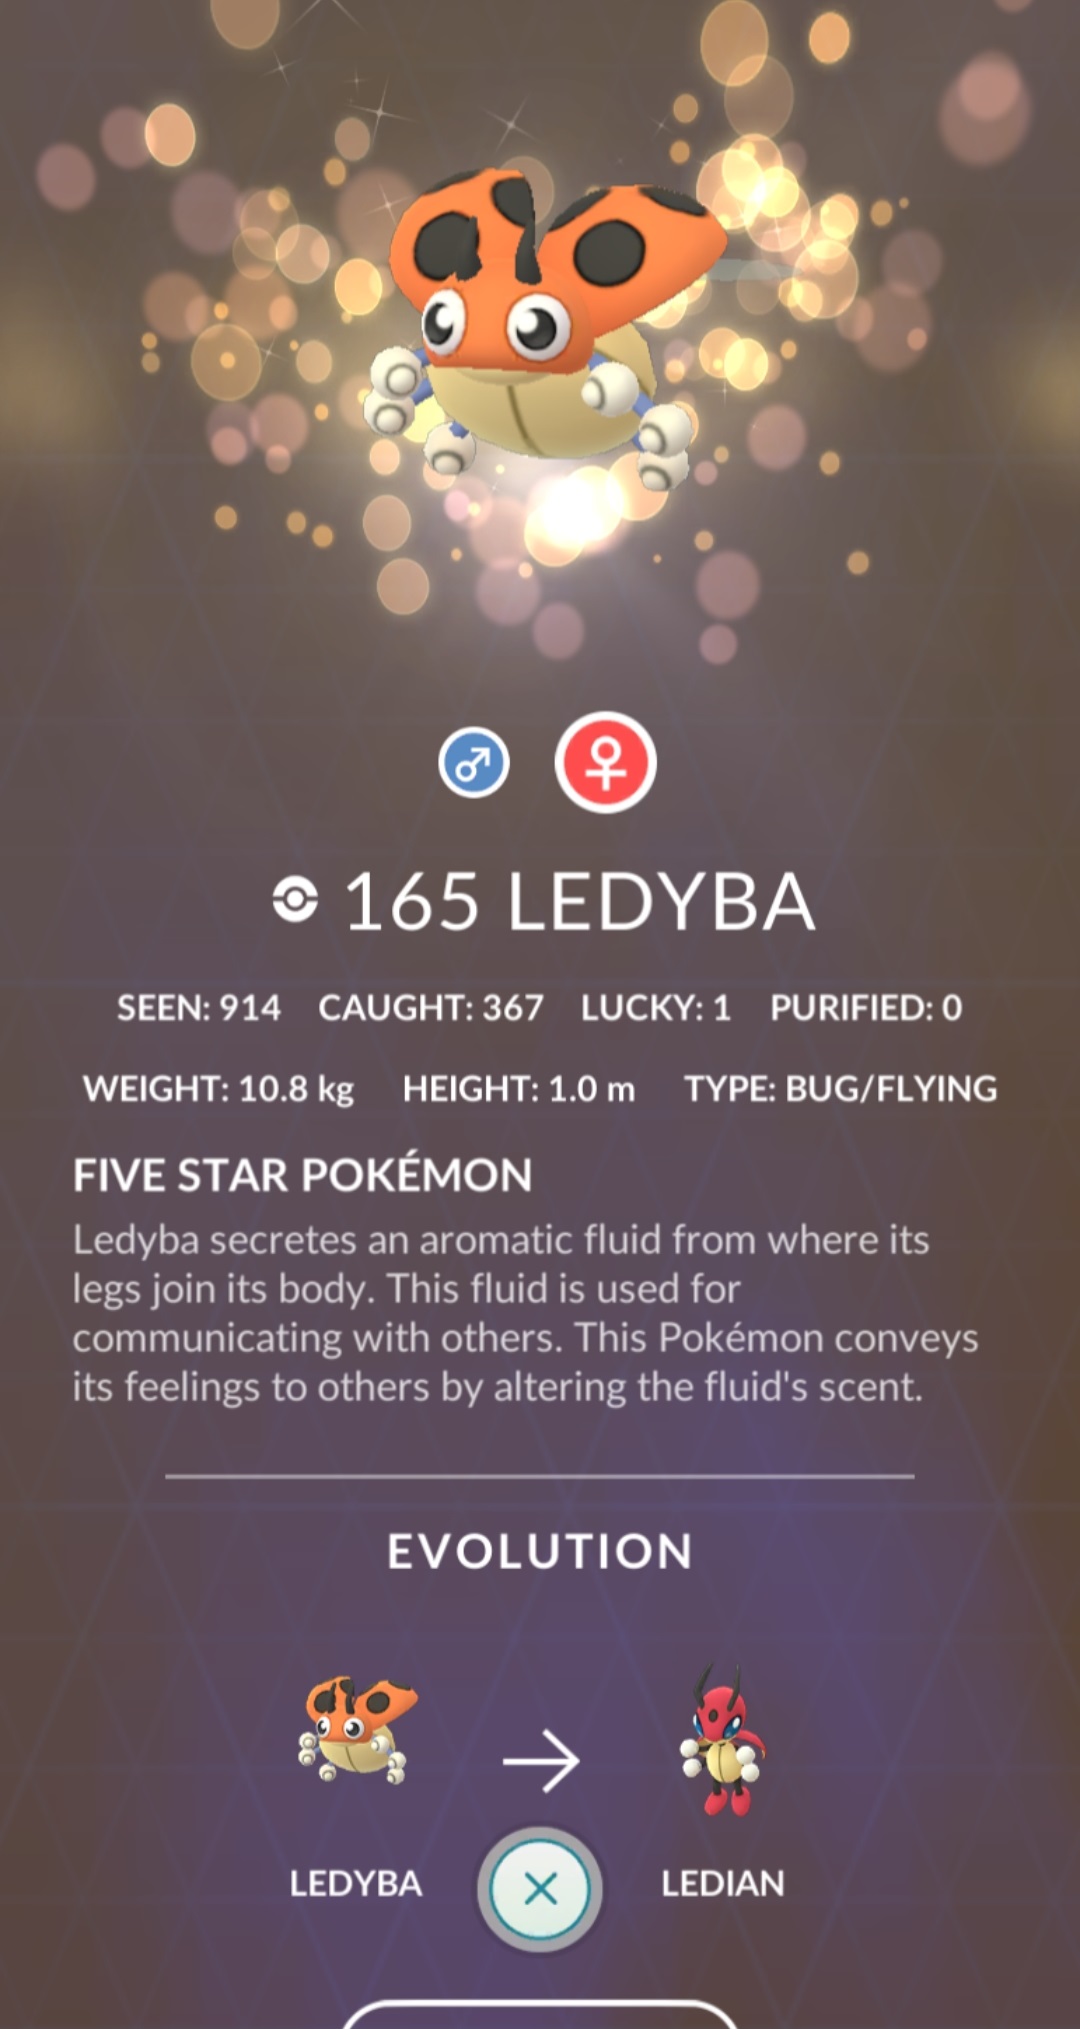 165 LEDYBA
SEEN: 914 CAUGHT: 367 LUCKY: 1 PURIFIED: 0
WEIGHT: 10.8 kg HEIGHT: 1.0 m TYPE: BUG/FLYING
FIVE STAR POKÉMON
Ledyba secretes an aromatic fluid from where its
legs join its body. This fluid is used for
communicating with others. This Pokémon conveys
its feelings to others by altering the fluid's scent.
EVOLUTION
LEDYBA LEDIAN